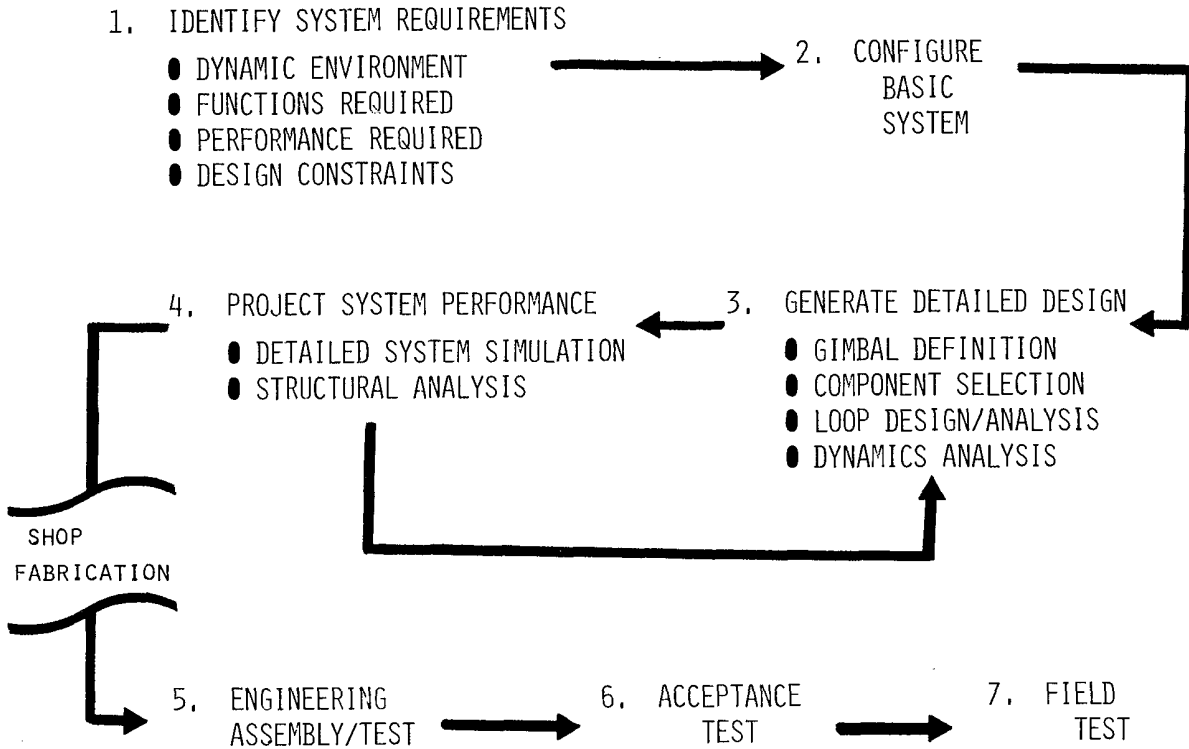 1. IDENTIFY SYSTEM REQUIREMENTS
● DYNAMIC ENVIRONMENT
● FUNCTIONS REQUIRED
● PERFORMANCE REQUIRED
● DESIGN CONSTRAINTS
2. CONFIGURE
BASIC
SYSTEM
3. GENERATE DETAILED DESIGN
● GIMBAL DEFINITION
● COMPONENT SELECTION
● LOOP DESIGN/ANALYSIS
● DYNAMICS ANALYSIS
4. PROJECT SYSTEM PERFORMANCE
● DETAILED SYSTEM SIMULATION
● STRUCTURAL ANALYSIS
SHOP
FABRICATION
5. ENGINEERING
ASSEMBLY/TEST
6. ACCEPTANCE
TEST
7. FIELD
TEST